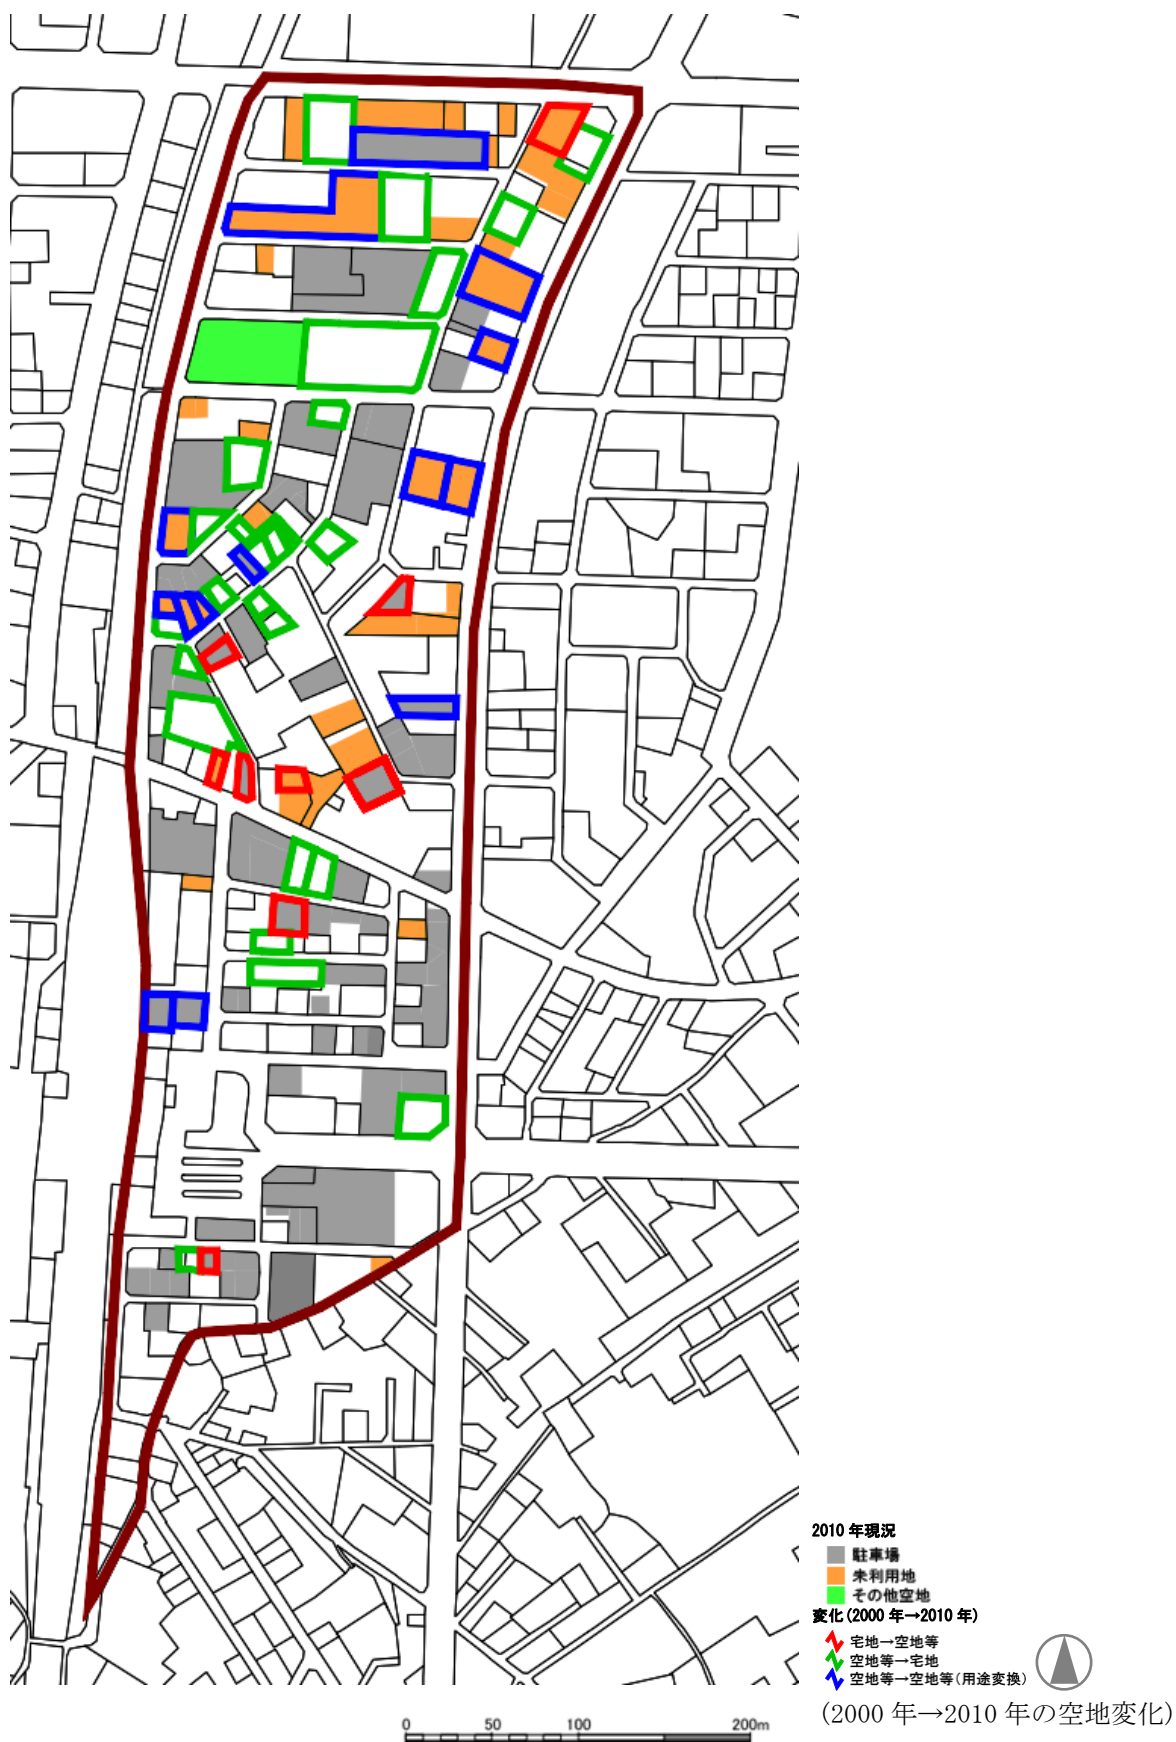 2010 年現況
駐車場
未利用地
その他空地
変化(2000 年→2010 年)
宅地→空地等
空地等→宅地
空地等→空地等(用途変換)
(2000 年→2010 年の空地変化)
0 50 100 200m